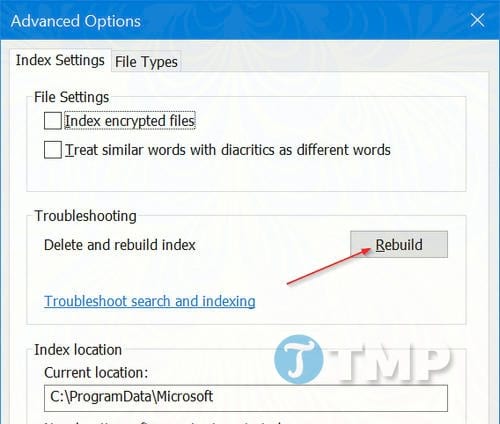 Advanced Options
Index Settings
File Types
File Settings
Index encrypted files
Treat similar words with diacritics as different words
Troubleshooting
Delete and rebuild index
Rebuild
Troubleshoot search and indexing
TMP
Index location
Current location:
C:\ProgramData\Microsoft